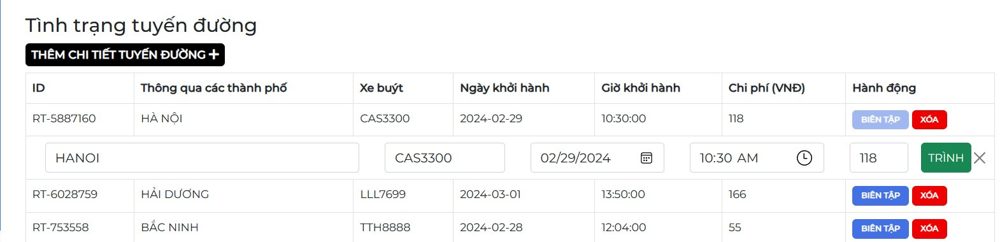 Tình trạng tuyến đường
THÊM CHI TIẾT TUYẾN ĐƯỜNG +
ID Thông qua các thành phố Xe buýt Ngày khởi hành Giờ khởi hành Chi phí (VNĐ) Hành động
RT-5887160 HÀ NỘI CAS3300 2024-02-29 10:30:00 118 BIÊN TẬP XÓA
HANOI CAS3300 02/29/2024 10:30 AM 118 TRÌNH
RT-6028759 HẢI DƯƠNG LLL7699 2024-03-01 13:50:00 166 BIÊN TẬP XÓA
RT-753558 BẮC NINH TTH8888 2024-02-28 12:04:00 55 BIÊN TẬP XÓA